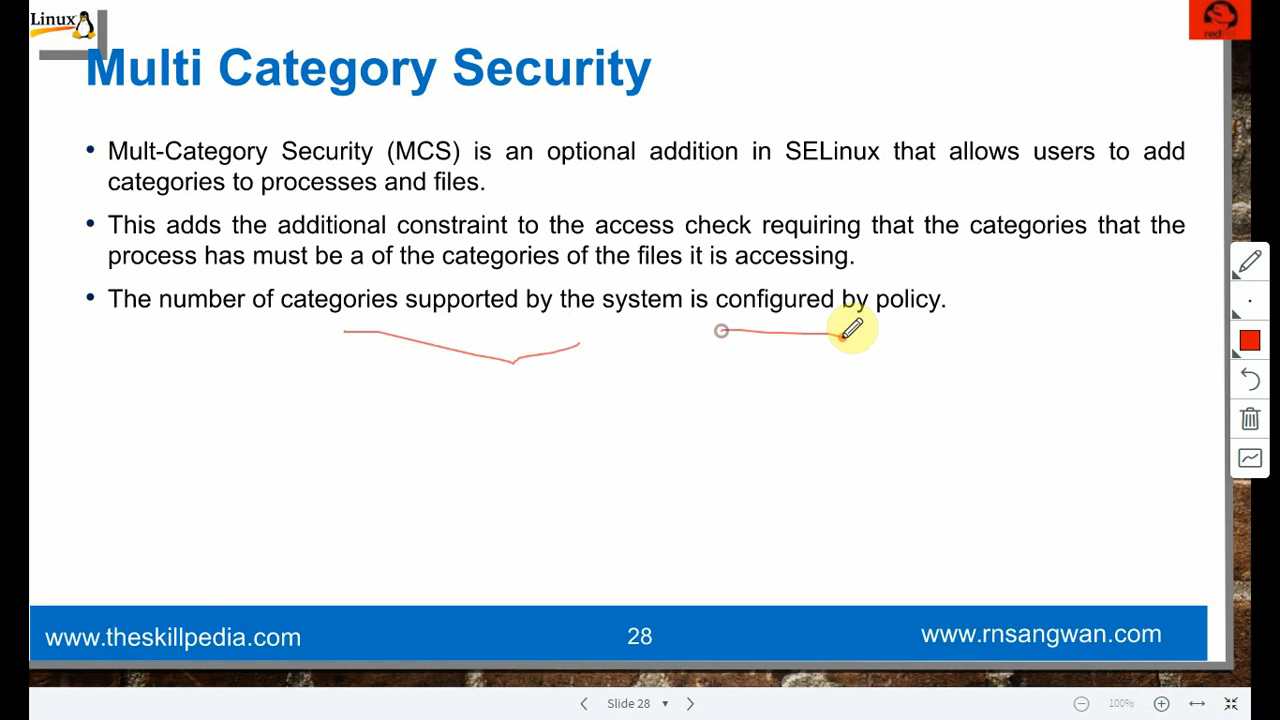 Linux
red
Multi Category Security
• Mult-Category Security (MCS) is an optional addition in SELinux that allows users to add
categories to processes and files.
• This adds the additional constraint to the access check requiring that the categories that the
process has must be a of the categories of the files it is accessing.
• The number of categories supported by the system is configured by policy.
www.theskillpedia.com
28
www.rnsangwan.com
Slide 28
100%